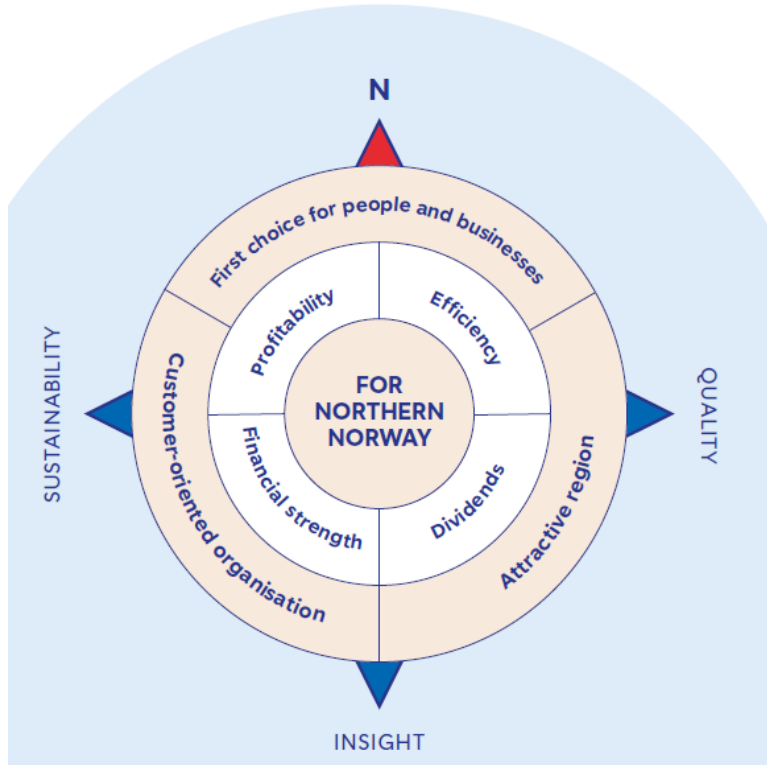 N
First choice for people and businesses
Profitability
Efficiency
SUSTAINABILITY
QUALITY
FOR
NORTHERN
NORWAY
Customer-oriented organisation
Financial strength
Dividends
Attractive region
INSIGHT